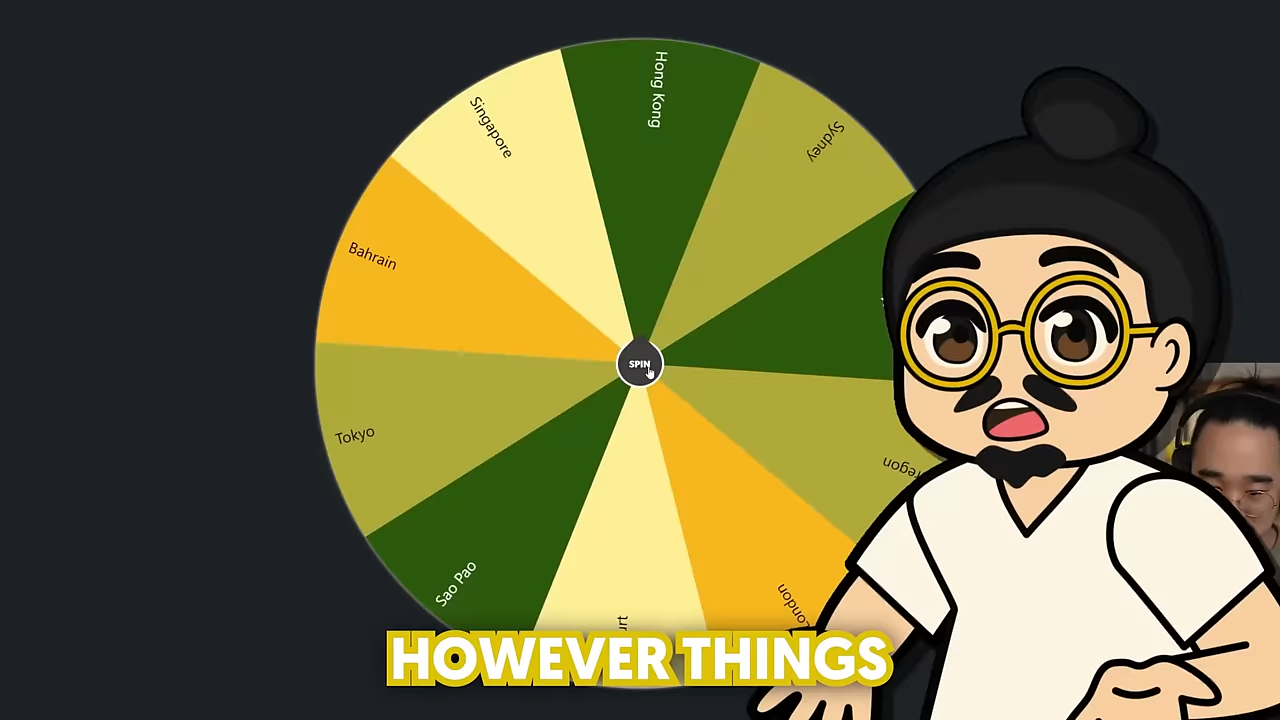 Hong Kong
Sydney
Singapore
Bahrain
SPIN
Tokyo
Sao Pao
London
HOWEVER THINGS